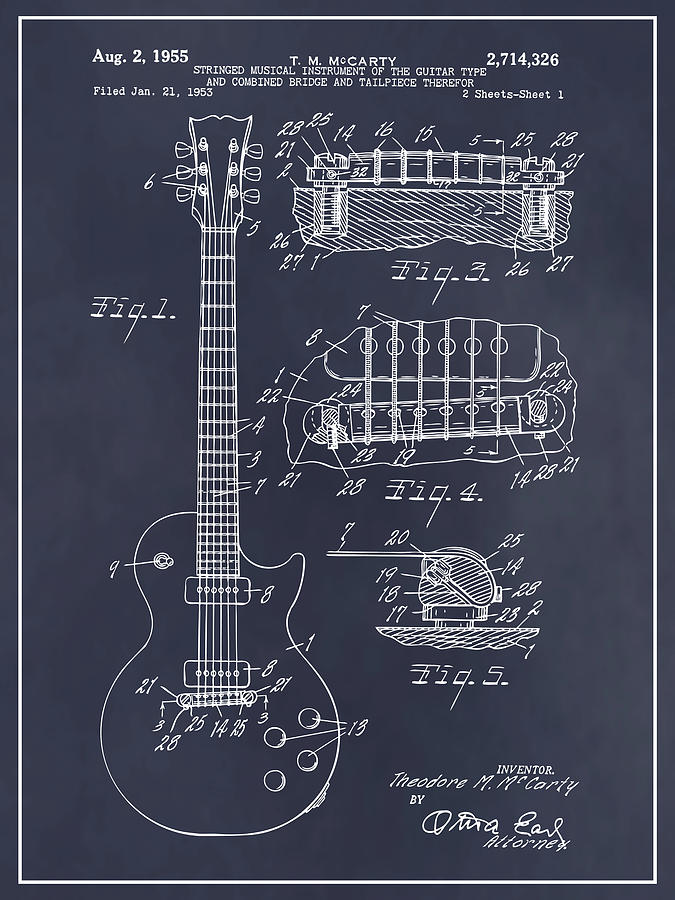 Aug. 2, 1955
T. M. McCARTY
2,714,326
STRINGED MUSICAL INSTRUMENT OF THE GUITAR TYPE
AND COMBINED BRIDGE AND TAILPIECE THEREFOR
Filed Jan. 21, 1953
2 Sheets-Sheet 1
28 25 14 16 15 5 25 28
21 32 32 21
2
5
26 27 1 26 27
Fig. 3.
6
5
Fig. 1.
7
8
1
22 24 22 24
5
21 28 23 19 14 28 21
Fig. 4.
4
3
7
9
8
1
8
21 21
3 3
28 25 14 25
13
7 20 25
19 14
18 28
17 23 2
1
Fig. 5.
INVENTOR.
Theodore M. McCarty
BY
Attorney.